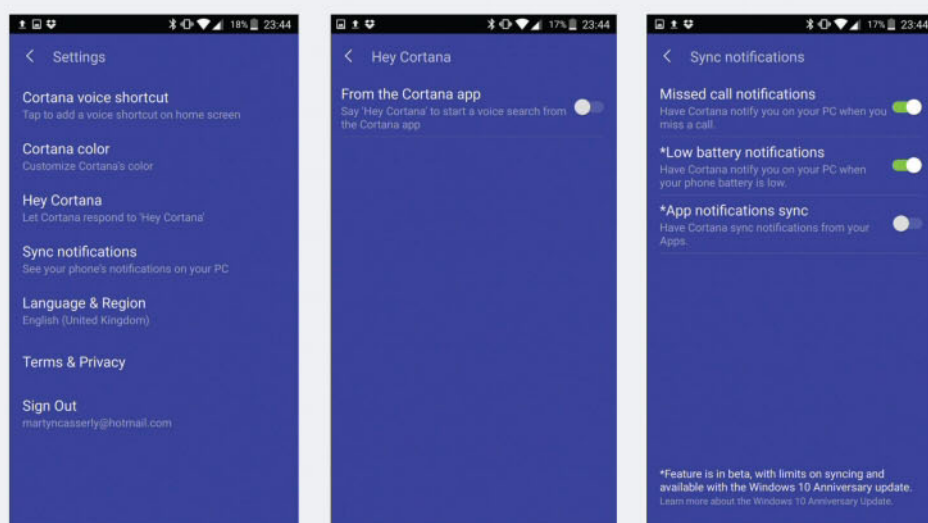 18% 23:44
Settings
Cortana voice shortcut
Tap to add a voice shortcut on home screen
Cortana color
Customize Cortana's color
Hey Cortana
Let Cortana respond to 'Hey Cortana'
Sync notifications
See your phone's notifications on your PC
Language & Region
English (United Kingdom)
Terms & Privacy
Sign Out
martyncasserly@hotmail.com
17% 23:44
Hey Cortana
From the Cortana app
Say 'Hey Cortana' to start a voice search from
the Cortana app
17% 23:44
Sync notifications
Missed call notifications
Have Cortana notify you on your PC when you
miss a call.
*Low battery notifications
Have Cortana notify you on your PC when
your phone battery is low.
*App notifications sync
Have Cortana sync notifications from your
Apps.
*Feature is in beta, with limits on syncing and
available with the Windows 10 Anniversary update.
Learn more about the Windows 10 Anniversary Update.